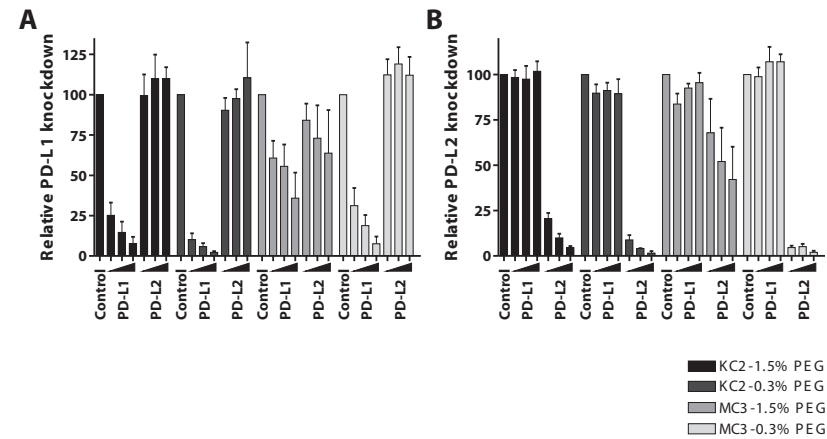 A
Relative PD-L1 knockdown
125
100
75
50
25
0
Control
PD-L1
PD-L2
Control
PD-L1
PD-L2
Control
PD-L1
PD-L2
Control
PD-L1
PD-L2
B
Relative PD-L2 knockdown
100
75
50
25
0
Control
PD-L1
PD-L2
Control
PD-L1
PD-L2
Control
PD-L1
PD-L2
Control
PD-L1
PD-L2
KC2-1.5% PEG
KC2-0.3% PEG
MC3-1.5% PEG
MC3-0.3% PEG